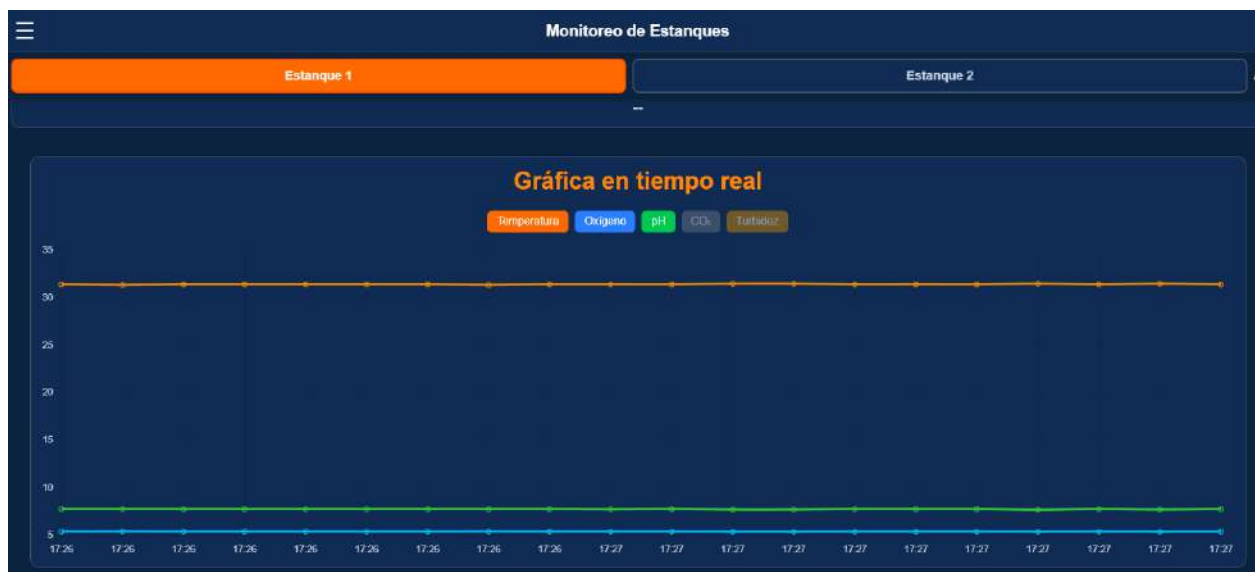 ☰ Monitoreo de Estanques
Estanque 1 Estanque 2
--
Gráfica en tiempo real
Temperatura Oxígeno pH CO₂ Turbidez
35
30
25
20
15
10
5
17:26 17:26 17:26 17:26 17:26 17:26 17:26 17:26 17:26 17:27 17:27 17:27 17:27 17:27 17:27 17:27 17:27 17:27 17:27 17:27